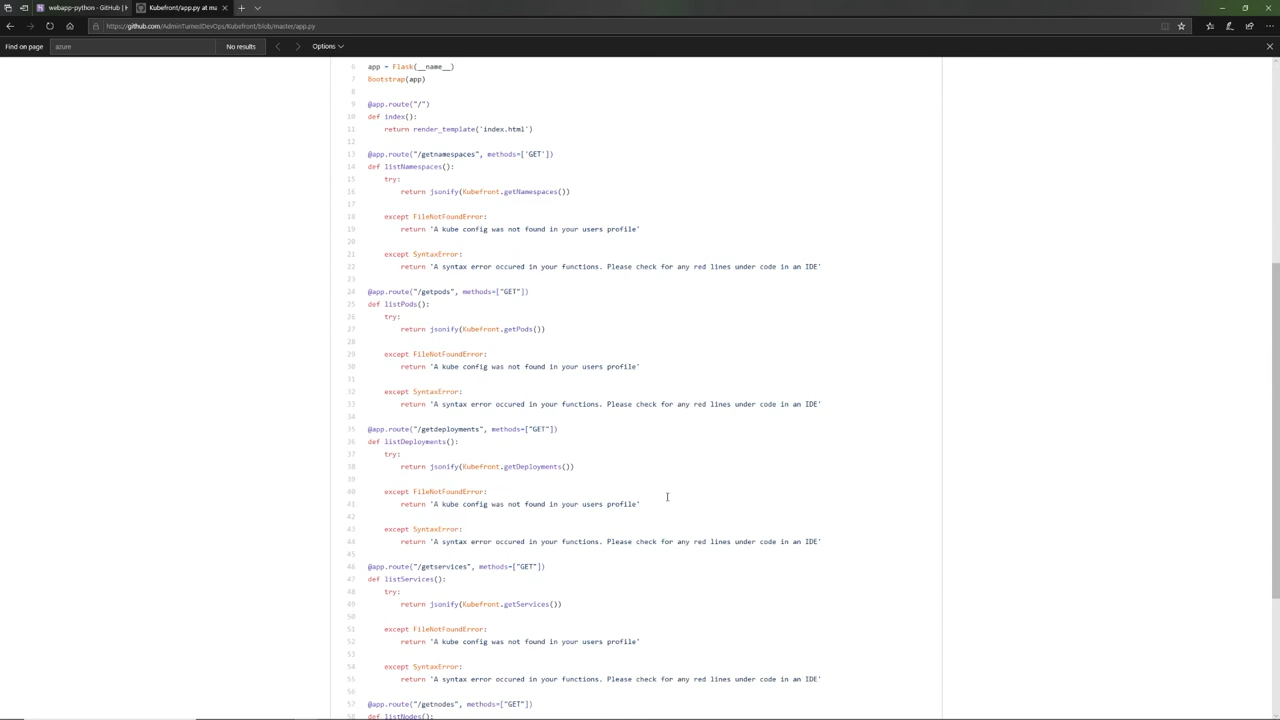 webapp-python - GitHub | H
Kubefront/app.py at ma
https://github.com/AdminTurnedDevOps/Kubefront/blob/master/app.py
Find on page azure No results Options
6 app = Flask(__name__)
7 Bootstrap(app)
8
9 @app.route("/")
10 def index():
11 return render_template('index.html')
12
13 @app.route("/getnamespaces", methods=['GET'])
14 def listNamespaces():
15 try:
16 return jsonify(Kubefront.getNamespaces())
17
18 except FileNotFoundError:
19 return 'A kube config was not found in your users profile'
20
21 except SyntaxError:
22 return 'A syntax error occured in your functions. Please check for any red lines under code in an IDE'
23
24 @app.route("/getpods", methods=["GET"])
25 def listPods():
26 try:
27 return jsonify(Kubefront.getPods())
28
29 except FileNotFoundError:
30 return 'A kube config was not found in your users profile'
31
32 except SyntaxError:
33 return 'A syntax error occured in your functions. Please check for any red lines under code in an IDE'
34
35 @app.route("/getdeployments", methods=["GET"])
36 def listDeployments():
37 try:
38 return jsonify(Kubefront.getDeployments())
39
40 except FileNotFoundError:
41 return 'A kube config was not found in your users profile'
42
43 except SyntaxError:
44 return 'A syntax error occured in your functions. Please check for any red lines under code in an IDE'
45
46 @app.route("/getservices", methods=["GET"])
47 def listServices():
48 try:
49 return jsonify(Kubefront.getServices())
50
51 except FileNotFoundError:
52 return 'A kube config was not found in your users profile'
53
54 except SyntaxError:
55 return 'A syntax error occured in your functions. Please check for any red lines under code in an IDE'
56
57 @app.route("/getnodes", methods=["GET"])
58 def listNodes():